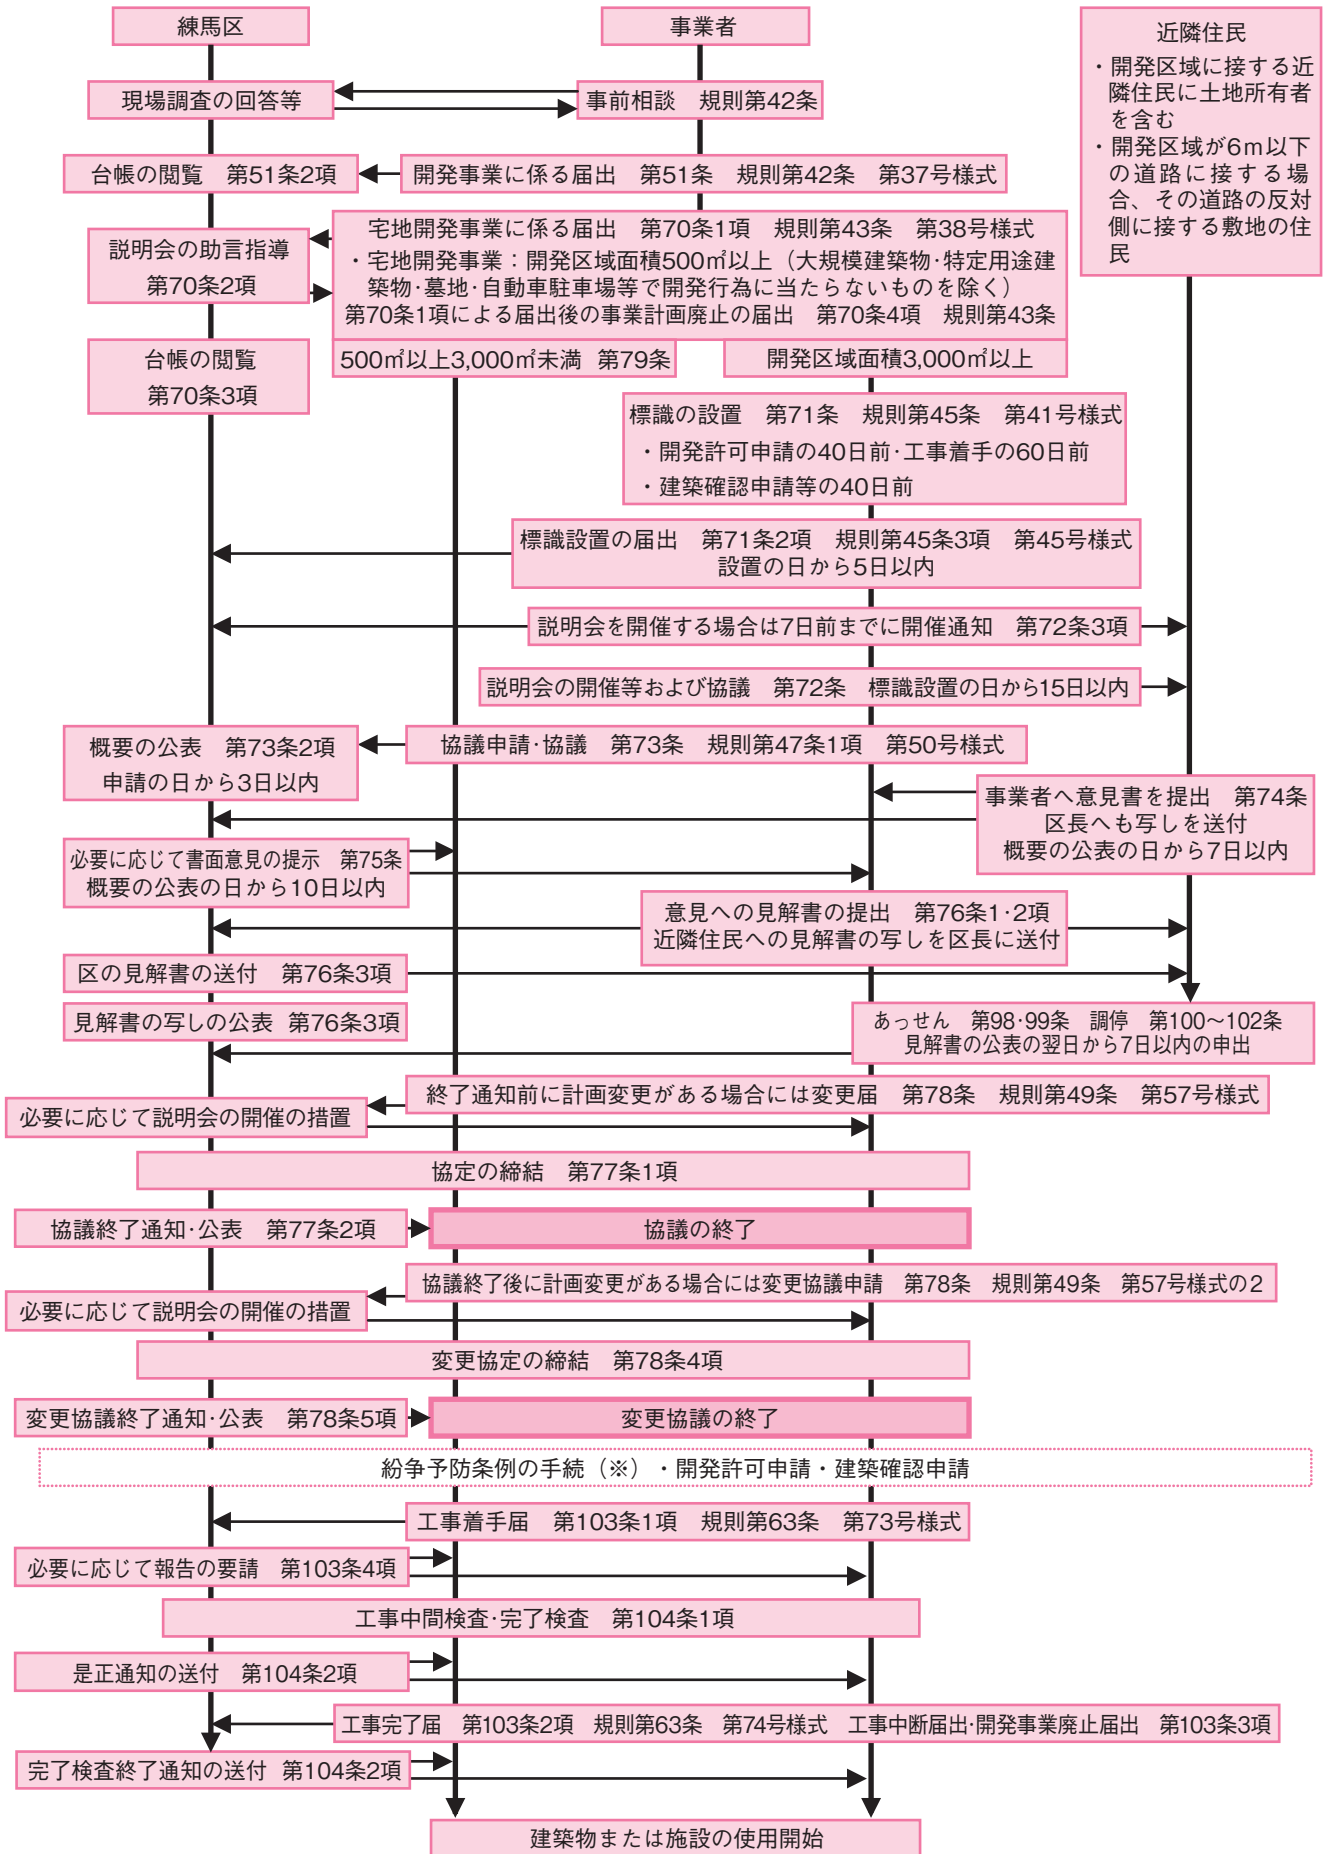 練馬区
事業者
近隣住民
・開発区域に接する近
隣住民に土地所有者
を含む
・開発区域が6m以下
の道路に接する場
合、その道路の反対
側に接する敷地の住
民
現場調査の回答等
事前相談　規則第42条
台帳の閲覧　第51条2項
開発事業に係る届出　第51条　規則第42条　第37号様式
説明会の助言指導
第70条2項
宅地開発事業に係る届出　第70条1項　規則第43条　第38号様式
・宅地開発事業：開発区域面積500㎡以上（大規模建築物･特定用途建
築物･墓地･自動車駐車場等で開発行為に当たらないものを除く）
第70条1項による届出後の事業計画廃止の届出　第70条4項　規則第43条
台帳の閲覧
第70条3項
500㎡以上3,000㎡未満 第79条
開発区域面積3,000㎡以上
標識の設置　第71条　規則第45条　第41号様式
・開発許可申請の40日前･工事着手の60日前
・建築確認申請等の40日前
標識設置の届出　第71条2項　規則第45条3項　第45号様式
設置の日から5日以内
説明会を開催する場合は7日前までに開催通知　第72条3項
説明会の開催等および協議　第72条　標識設置の日から15日以内
概要の公表　第73条2項
申請の日から3日以内
協議申請･協議　第73条　規則第47条1項　第50号様式
事業者へ意見書を提出　第74条
区長へも写しを送付
概要の公表の日から7日以内
必要に応じて書面意見の提示　第75条
概要の公表の日から10日以内
意見への見解書の提出　第76条1･2項
近隣住民への見解書の写しを区長に送付
区の見解書の送付　第76条3項
見解書の写しの公表 第76条3項
あっせん　第98･99条　調停　第100～102条
見解書の公表の翌日から7日以内の申出
終了通知前に計画変更がある場合には変更届　第78条　規則第49条　第57号様式
必要に応じて説明会の開催の措置
協定の締結　第77条1項
協議終了通知･公表　第77条2項
協議の終了
協議終了後に計画変更がある場合には変更協議申請　第78条　規則第49条　第57号様式の2
必要に応じて説明会の開催の措置
変更協定の締結　第78条4項
変更協議終了通知･公表　第78条5項
変更協議の終了
紛争予防条例の手続（※）・開発許可申請・建築確認申請
工事着手届　第103条1項　規則第63条　第73号様式
必要に応じて報告の要請　第103条4項
工事中間検査･完了検査　第104条1項
是正通知の送付　第104条2項
工事完了届　第103条2項　規則第63条　第74号様式　工事中断届出･開発事業廃止届出　第103条3項
完了検査終了通知の送付 第104条2項
建築物または施設の使用開始